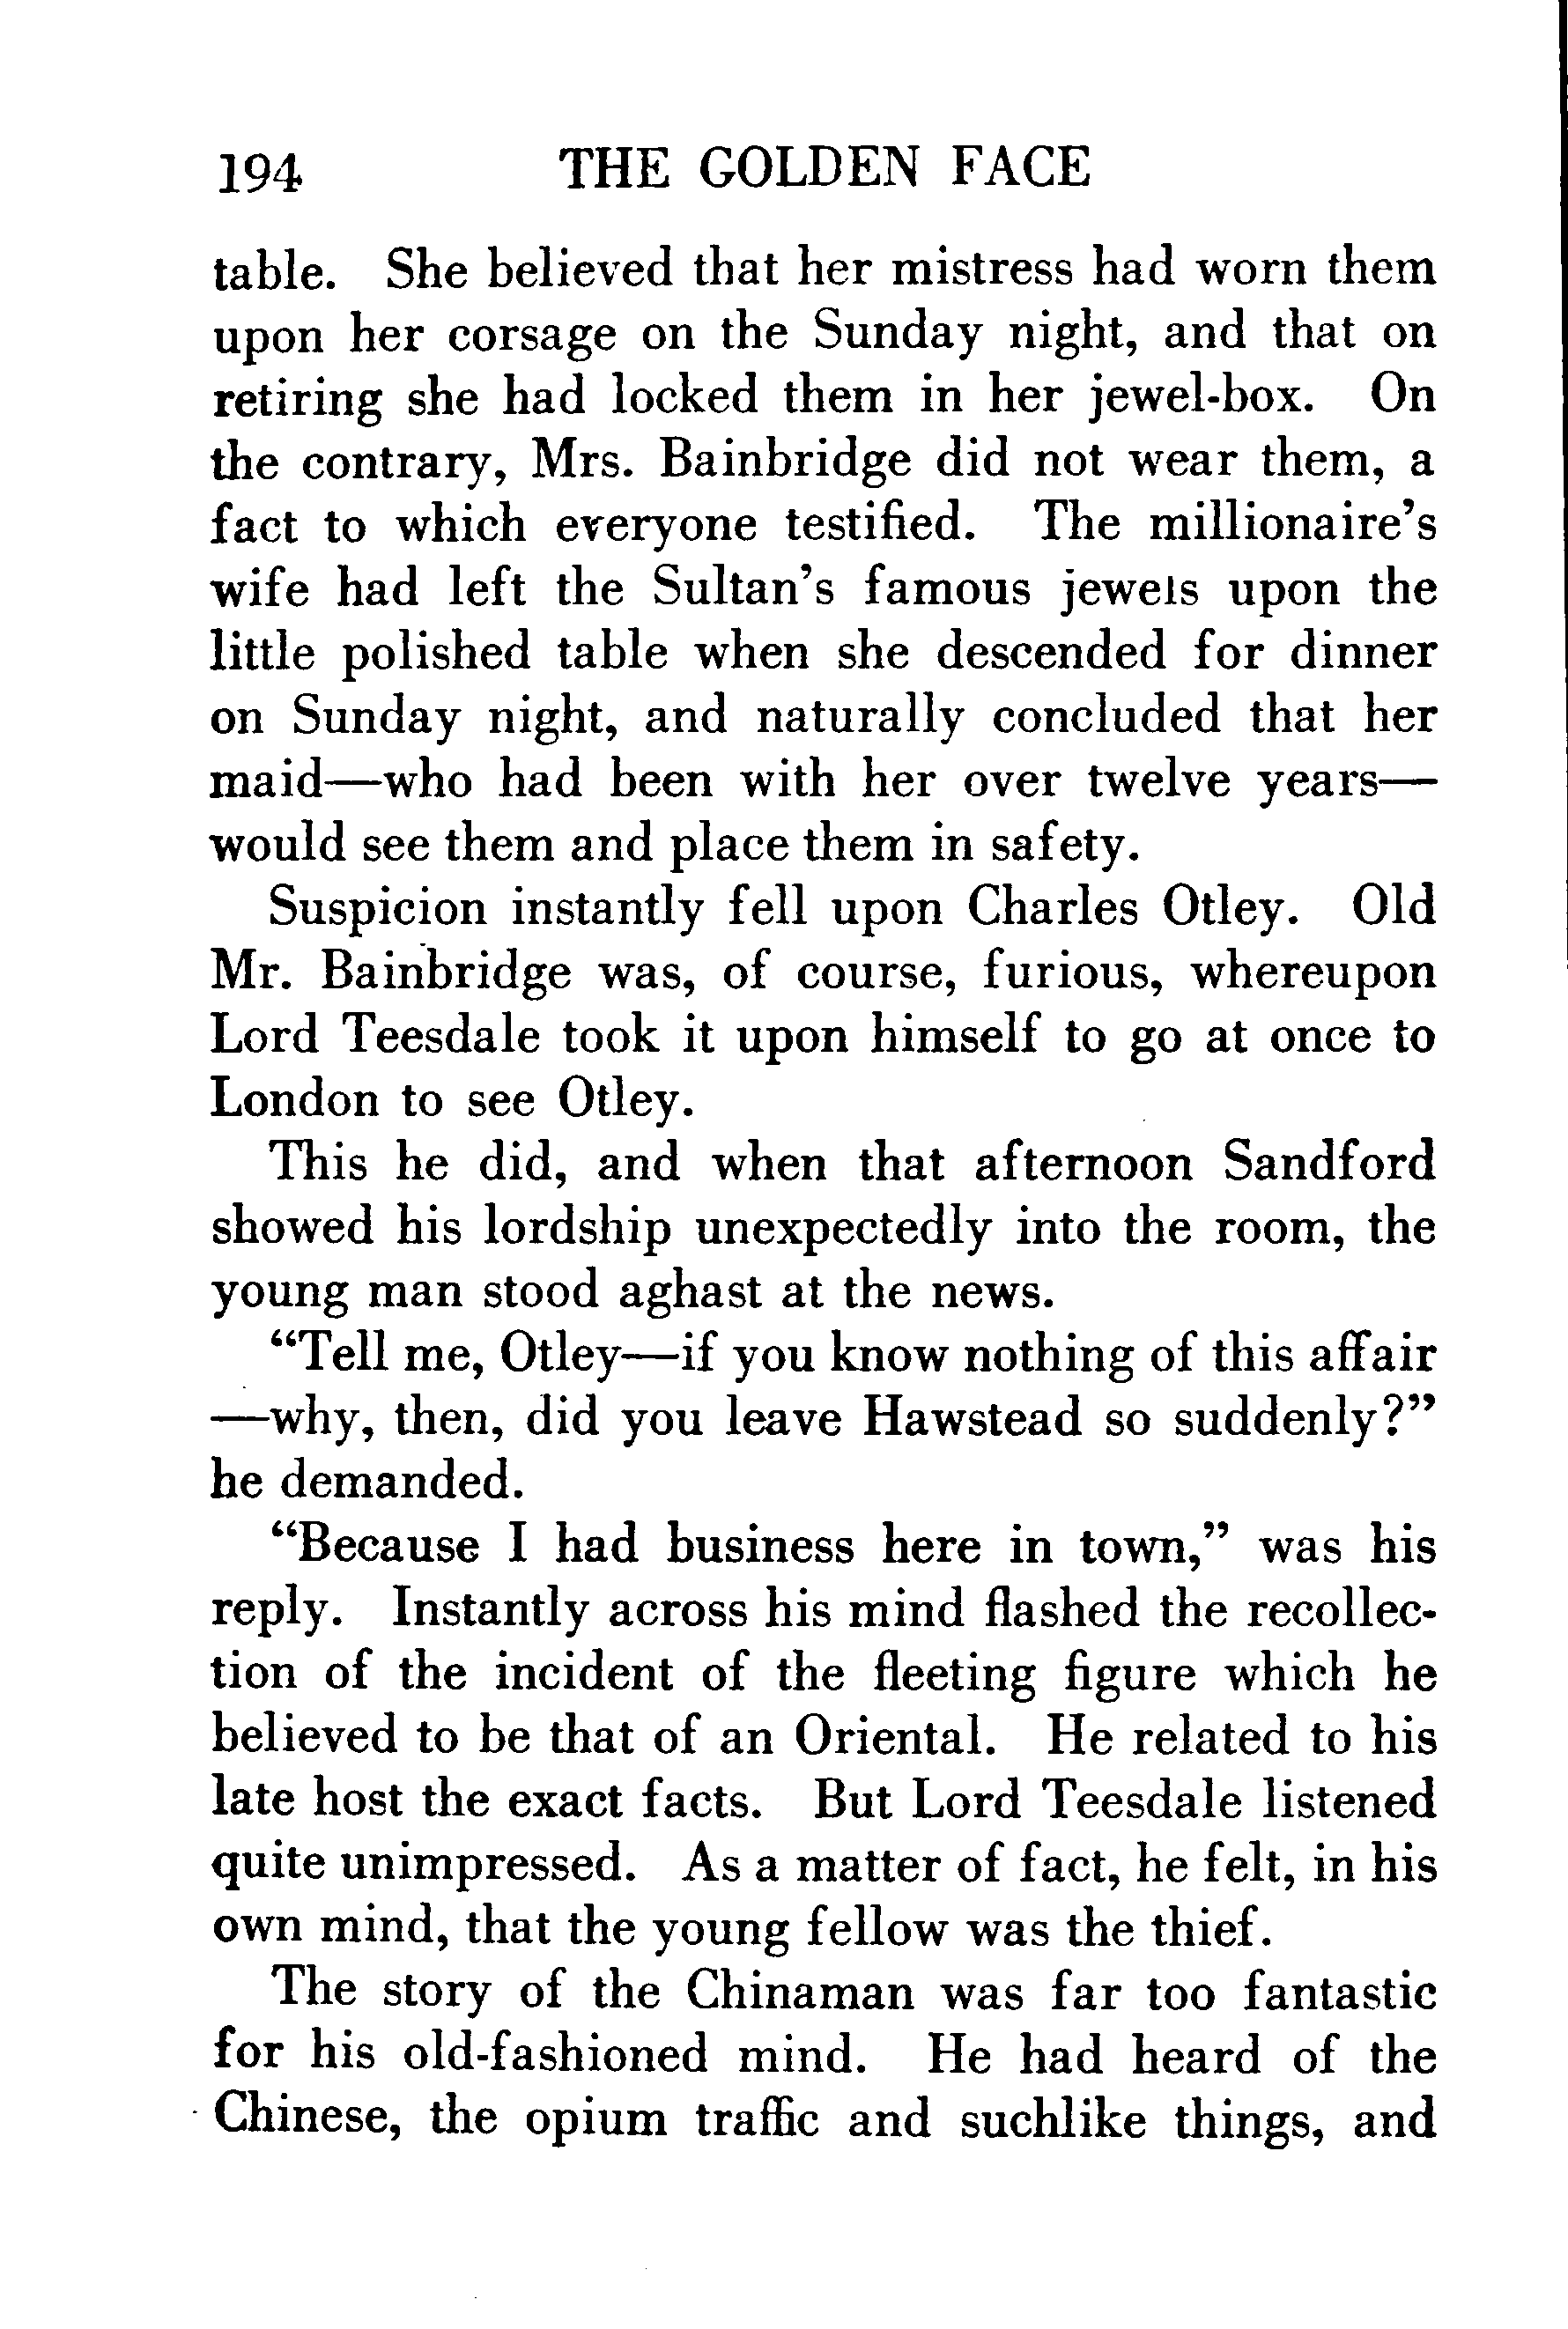 194 THE GOLDEN FACE
table. She believed that her mistress had worn them
upon her corsage on the Sunday night, and that on
retiring she had locked them in her jewel-box. On
the contrary, Mrs. Bainbridge did not wear them, a
fact to which everyone testified. The millionaire's
wife had left the Sultan's famous jewels upon the
little polished table when she descended for dinner
on Sunday night, and naturally concluded that her
maid—who had been with her over twelve years—
would see them and place them in safety.
Suspicion instantly fell upon Charles Otley. Old
Mr. Bainbridge was, of course, furious, whereupon
Lord Teesdale took it upon himself to go at once to
London to see Otley.
This he did, and when that afternoon Sandford
showed his lordship unexpectedly into the room, the
young man stood aghast at the news.
“Tell me, Otley—if you know nothing of this affair
—why, then, did you leave Hawstead so suddenly?”
he demanded.
“Because I had business here in town,” was his
reply. Instantly across his mind flashed the recollec-
tion of the incident of the fleeting figure which he
believed to be that of an Oriental. He related to his
late host the exact facts. But Lord Teesdale listened
quite unimpressed. As a matter of fact, he felt, in his
own mind, that the young fellow was the thief.
The story of the Chinaman was far too fantastic
for his old-fashioned mind. He had heard of the
Chinese, the opium traffic and suchlike things, and